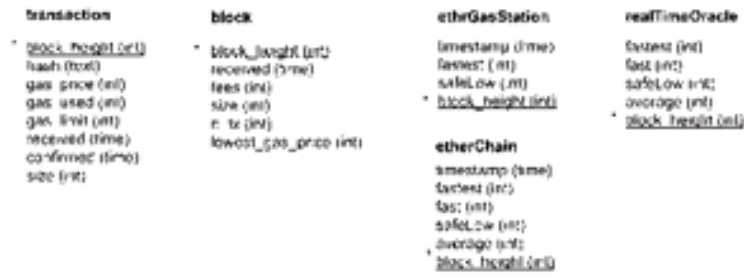 transaction
* block_height (int)
hash (text)
gas_price (int)
gas_used (int)
gas_limit (int)
received (time)
confirmed (time)
size (int)
block
* block_height (int)
received (time)
fees (int)
size (int)
n_tx (int)
lowest_gas_price (int)
ethrGasStation
timestamp (time)
fastest (int)
safeLow (int)
* block_height (int)
etherChain
timestamp (time)
fastest (int)
fast (int)
safeLow (int)
average (int)
* block_height (int)
realTimeOracle
fastest (int)
fast (int)
safeLow (int)
average (int)
* block_height (int)